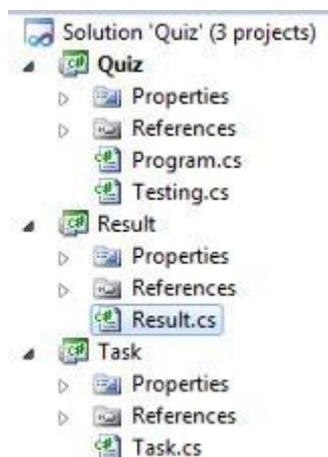 Solution 'Quiz' (3 projects)
Quiz
Properties
References
Program.cs
Testing.cs
Result
Properties
References
Result.cs
Task
Properties
References
Task.cs